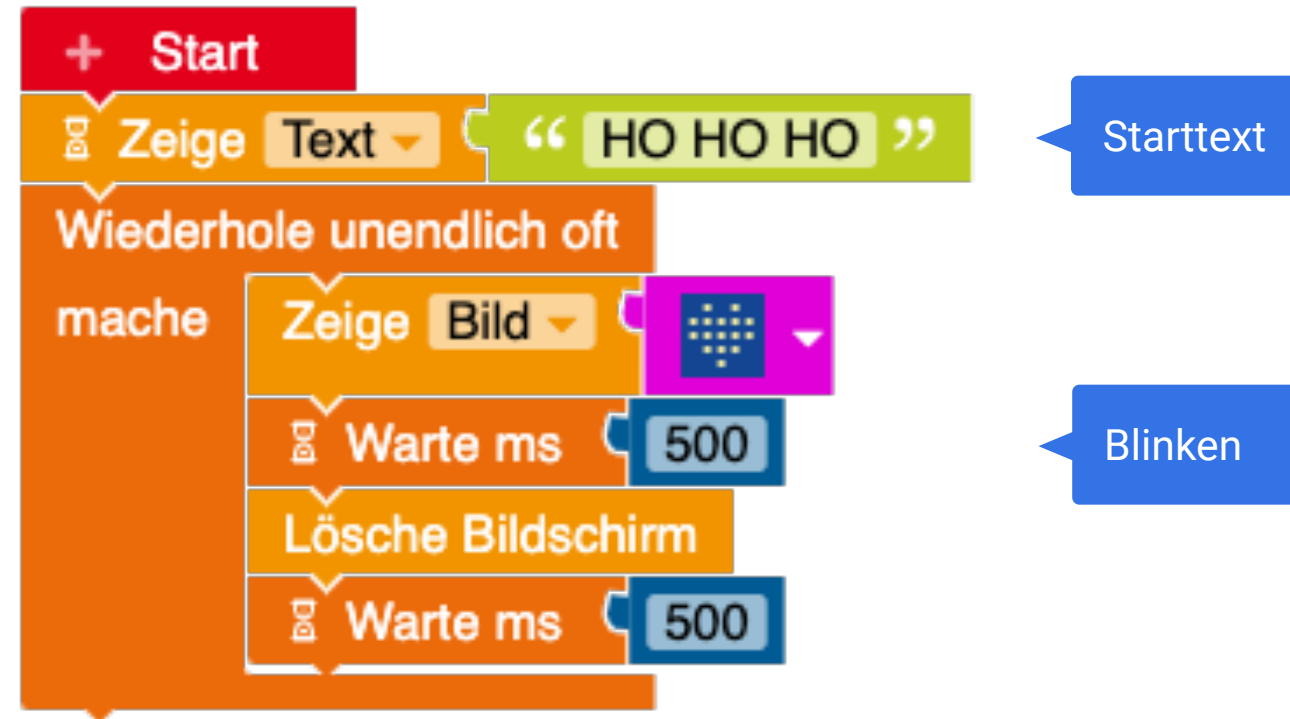 + Start
Zeige Text “ HO HO HO ” Starttext
Wiederhole unendlich oft
mache Zeige Bild
Warte ms 500 Blinken
Lösche Bildschirm
Warte ms 500